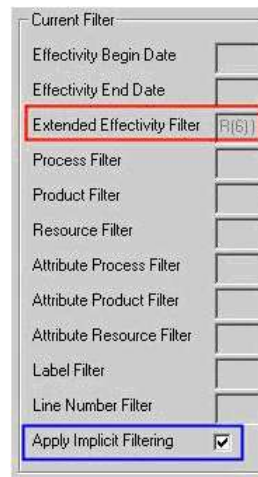 Current Filter
Effectivity Begin Date
Effectivity End Date
Extended Effectivity Filter R(6))
Process Filter
Product Filter
Resource Filter
Attribute Process Filter
Attribute Product Filter
Attribute Resource Filter
Label Filter
Line Number Filter
Apply Implicit Filtering